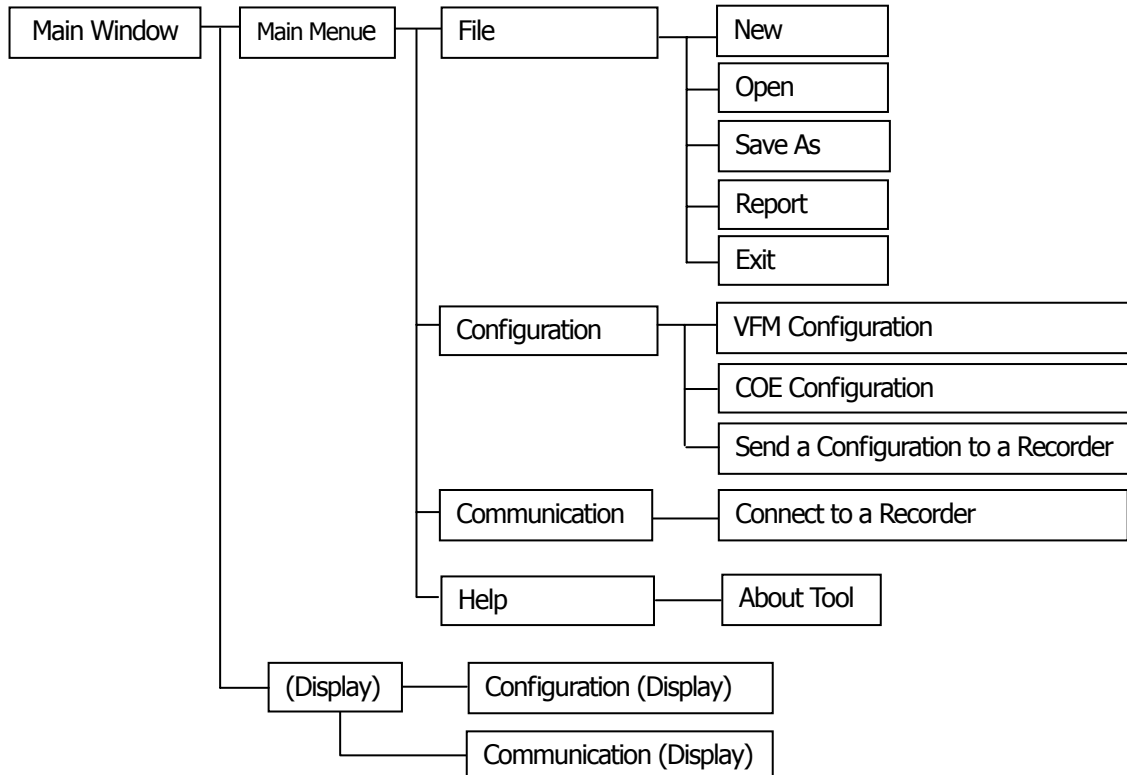 Main Window
Main Menue
File
New
Open
Save As
Report
Exit
Configuration
VFM Configuration
COE Configuration
Send a Configuration to a Recorder
Communication
Connect to a Recorder
Help
About Tool
(Display)
Configuration (Display)
Communication (Display)